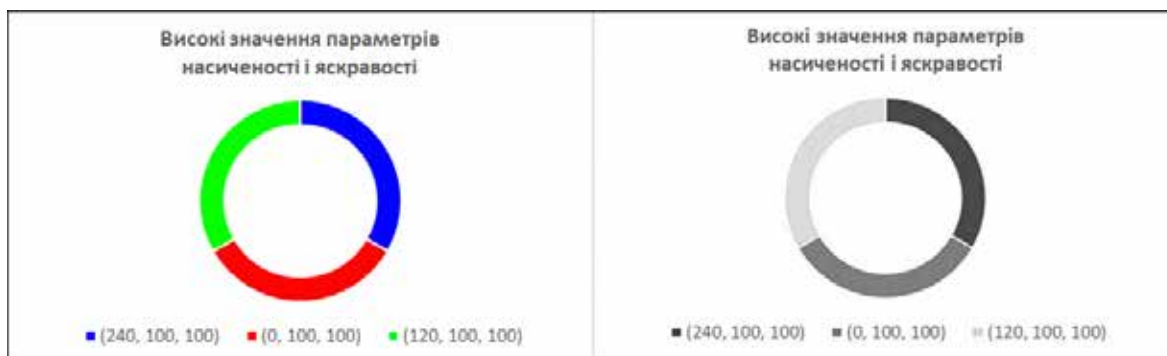 Високі значення параметрів
насиченості і яскравості
(240, 100, 100) (0, 100, 100) (120, 100, 100)
Високі значення параметрів
насиченості і яскравості
(240, 100, 100) (0, 100, 100) (120, 100, 100)